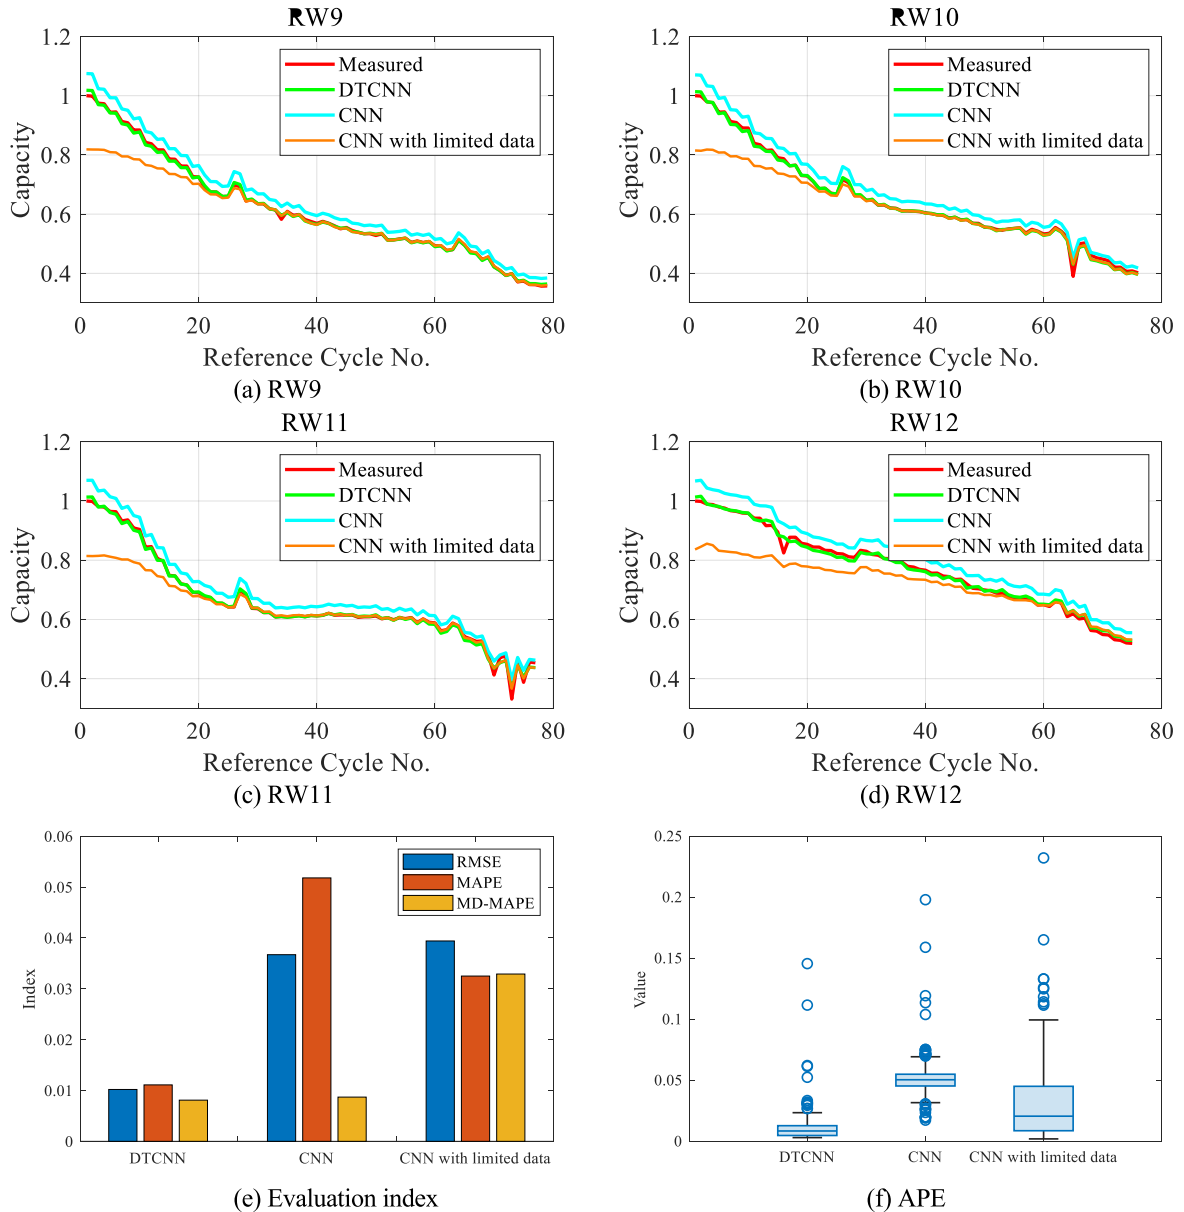 RW9
1.2
1
0.8
0.6
0.4
Capacity
Measured
DTCNN
CNN
CNN with limited data
0 20 40 60 80
Reference Cycle No.
(a) RW9
RW10
1.2
1
0.8
0.6
0.4
Capacity
Measured
DTCNN
CNN
CNN with limited data
0 20 40 60 80
Reference Cycle No.
(b) RW10
RW11
1.2
1
0.8
0.6
0.4
Capacity
Measured
DTCNN
CNN
CNN with limited data
0 20 40 60 80
Reference Cycle No.
(c) RW11
RW12
1.2
1
0.8
0.6
0.4
Capacity
Measured
DTCNN
CNN
CNN with limited data
0 20 40 60 80
Reference Cycle No.
(d) RW12
0.06
0.05
0.04
0.03
0.02
0.01
0
Index
RMSE
MAPE
MD-MAPE
DTCNN CNN CNN with limited data
(e) Evaluation index
0.25
0.2
0.15
0.1
0.05
0
Value
DTCNN CNN CNN with limited data
(f) APE